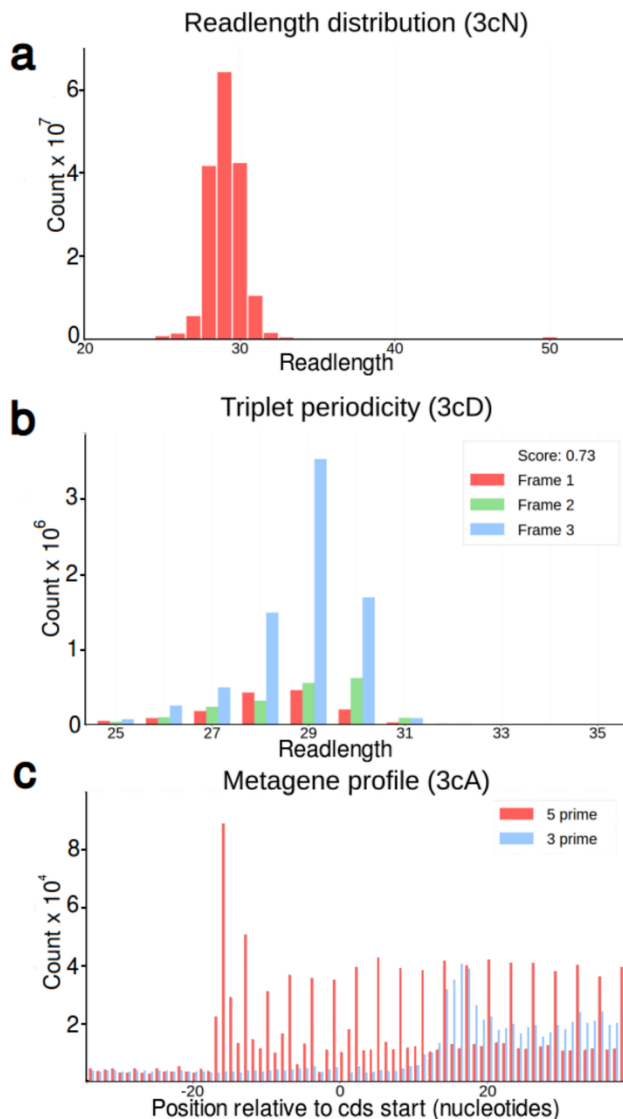 Readlength distribution (3cN)
a
6
4
2
0
Count x 10^7
20 30 40 50
Readlength
Triplet periodicity (3cD)
b
Score: 0.73
Frame 1
Frame 2
Frame 3
3
2
1
0
Count x 10^6
25 27 29 31 33 35
Readlength
Metagene profile (3cA)
c
5 prime
3 prime
8
6
4
2
Count x 10^4
-20 0 20
Position relative to cds start (nucleotides)